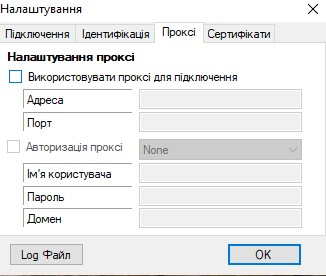 Налаштування
Підключення Ідентифікація Проксі Сертифікати
Налаштування проксі
Використовувати проксі для підключення
Адреса
Порт
Авторизація проксі None
Ім'я користувача
Пароль
Домен
Log Файл OK